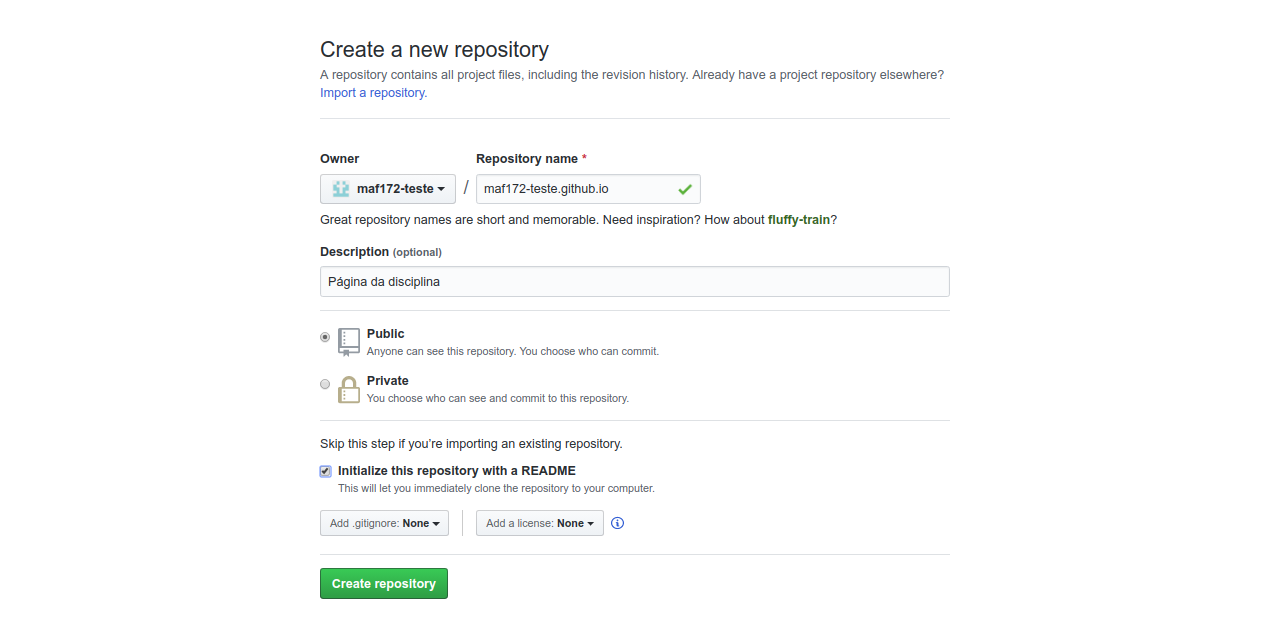 Create a new repository
A repository contains all project files, including the revision history. Already have a project repository elsewhere?
Import a repository.
Owner
Repository name *
maf172-teste
/
maf172-teste.github.io
Great repository names are short and memorable. Need inspiration? How about fluffy-train?
Description (optional)
Página da disciplina
Public
Anyone can see this repository. You choose who can commit.
Private
You choose who can see and commit to this repository.
Skip this step if you’re importing an existing repository.
Initialize this repository with a README
This will let you immediately clone the repository to your computer.
Add .gitignore: None
Add a license: None
Create repository